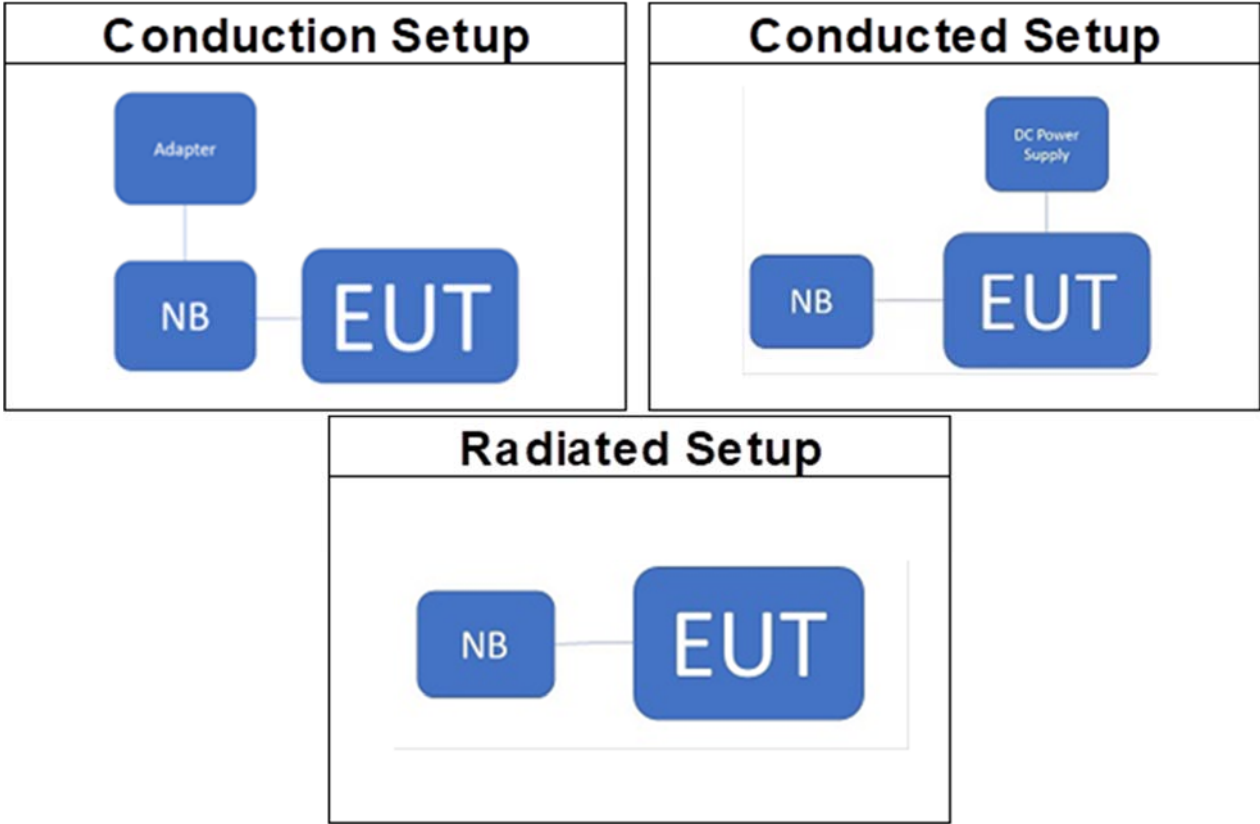 Conduction Setup
Adapter
NB
EUT
Conducted Setup
DC Power
Supply
NB
EUT
Radiated Setup
NB
EUT